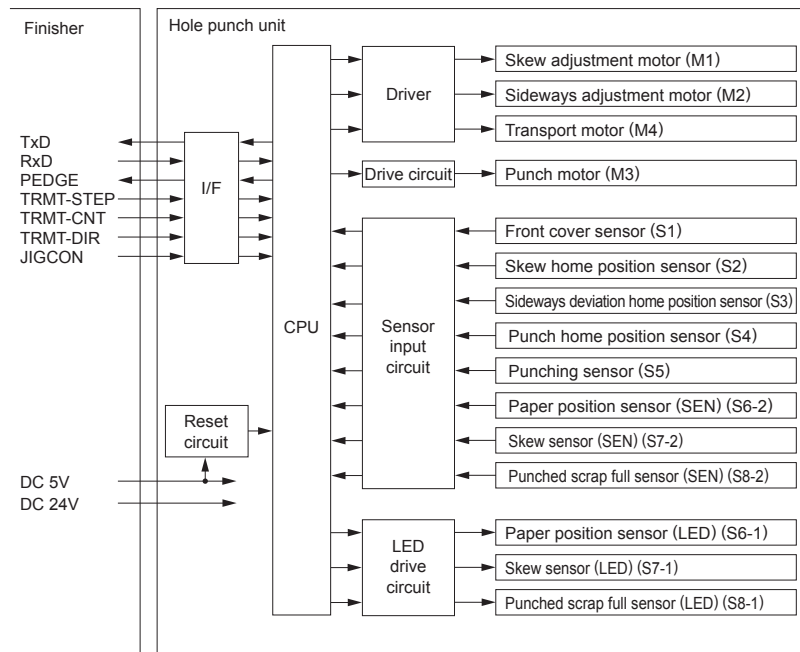 Finisher
Hole punch unit
TxD
RxD
PEDGE
TRMT-STEP
TRMT-CNT
TRMT-DIR
JIGCON
DC 5V
DC 24V
I/F
Reset
circuit
CPU
Driver
Drive circuit
Sensor
input
circuit
LED
drive
circuit
Skew adjustment motor (M1)
Sideways adjustment motor (M2)
Transport motor (M4)
Punch motor (M3)
Front cover sensor (S1)
Skew home position sensor (S2)
Sideways deviation home position sensor (S3)
Punch home position sensor (S4)
Punching sensor (S5)
Paper position sensor (SEN) (S6-2)
Skew sensor (SEN) (S7-2)
Punched scrap full sensor (SEN) (S8-2)
Paper position sensor (LED) (S6-1)
Skew sensor (LED) (S7-1)
Punched scrap full sensor (LED) (S8-1)